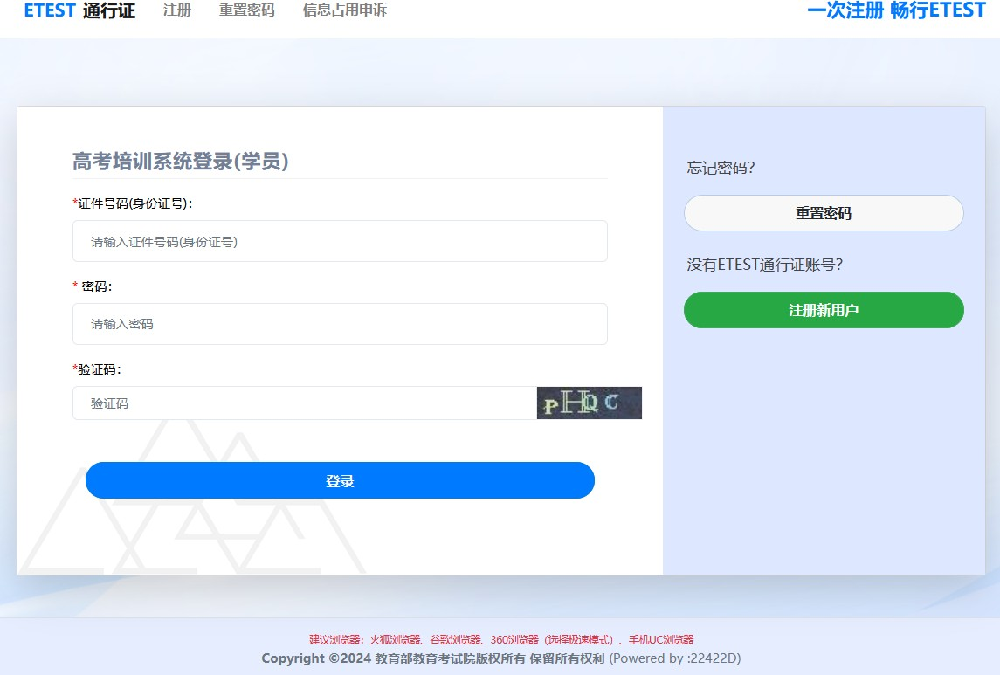 ETEST 通行证 注册 重置密码 信息占用申诉 一次注册 畅行ETEST
高考培训系统登录(学员)
*证件号码(身份证号):
请输入证件号码(身份证号)
* 密码:
请输入密码
*验证码:
验证码 PHQC
登录
忘记密码?
重置密码
没有ETEST通行证账号?
注册新用户
建议浏览器：火狐浏览器、谷歌浏览器、360浏览器（选择极速模式）、手机UC浏览器
Copyright ©2024 教育部教育考试院版权所有 保留所有权利 (Powered by :22422D)